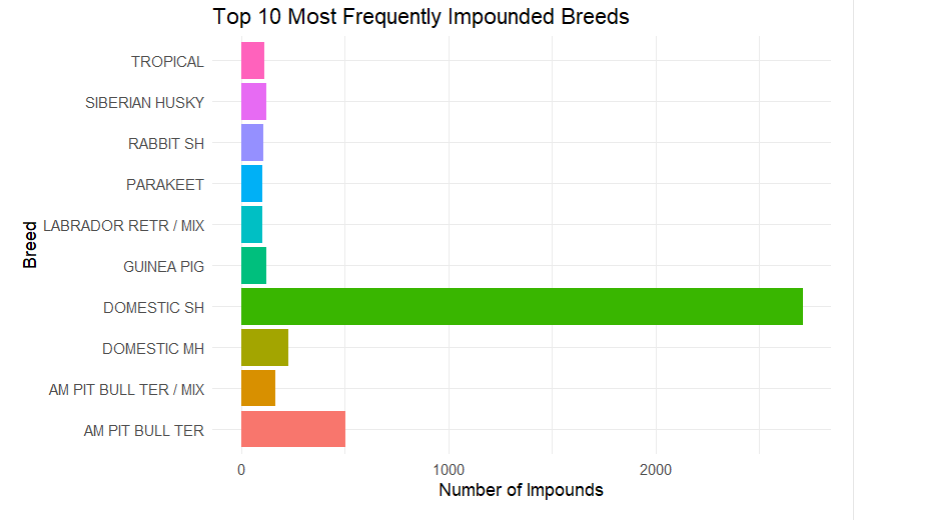 Top 10 Most Frequently Impounded Breeds
Breed
TROPICAL
SIBERIAN HUSKY
RABBIT SH
PARAKEET
LABRADOR RETR / MIX
GUINEA PIG
DOMESTIC SH
DOMESTIC MH
AM PIT BULL TER / MIX
AM PIT BULL TER
0 1000 2000
Number of Impounds